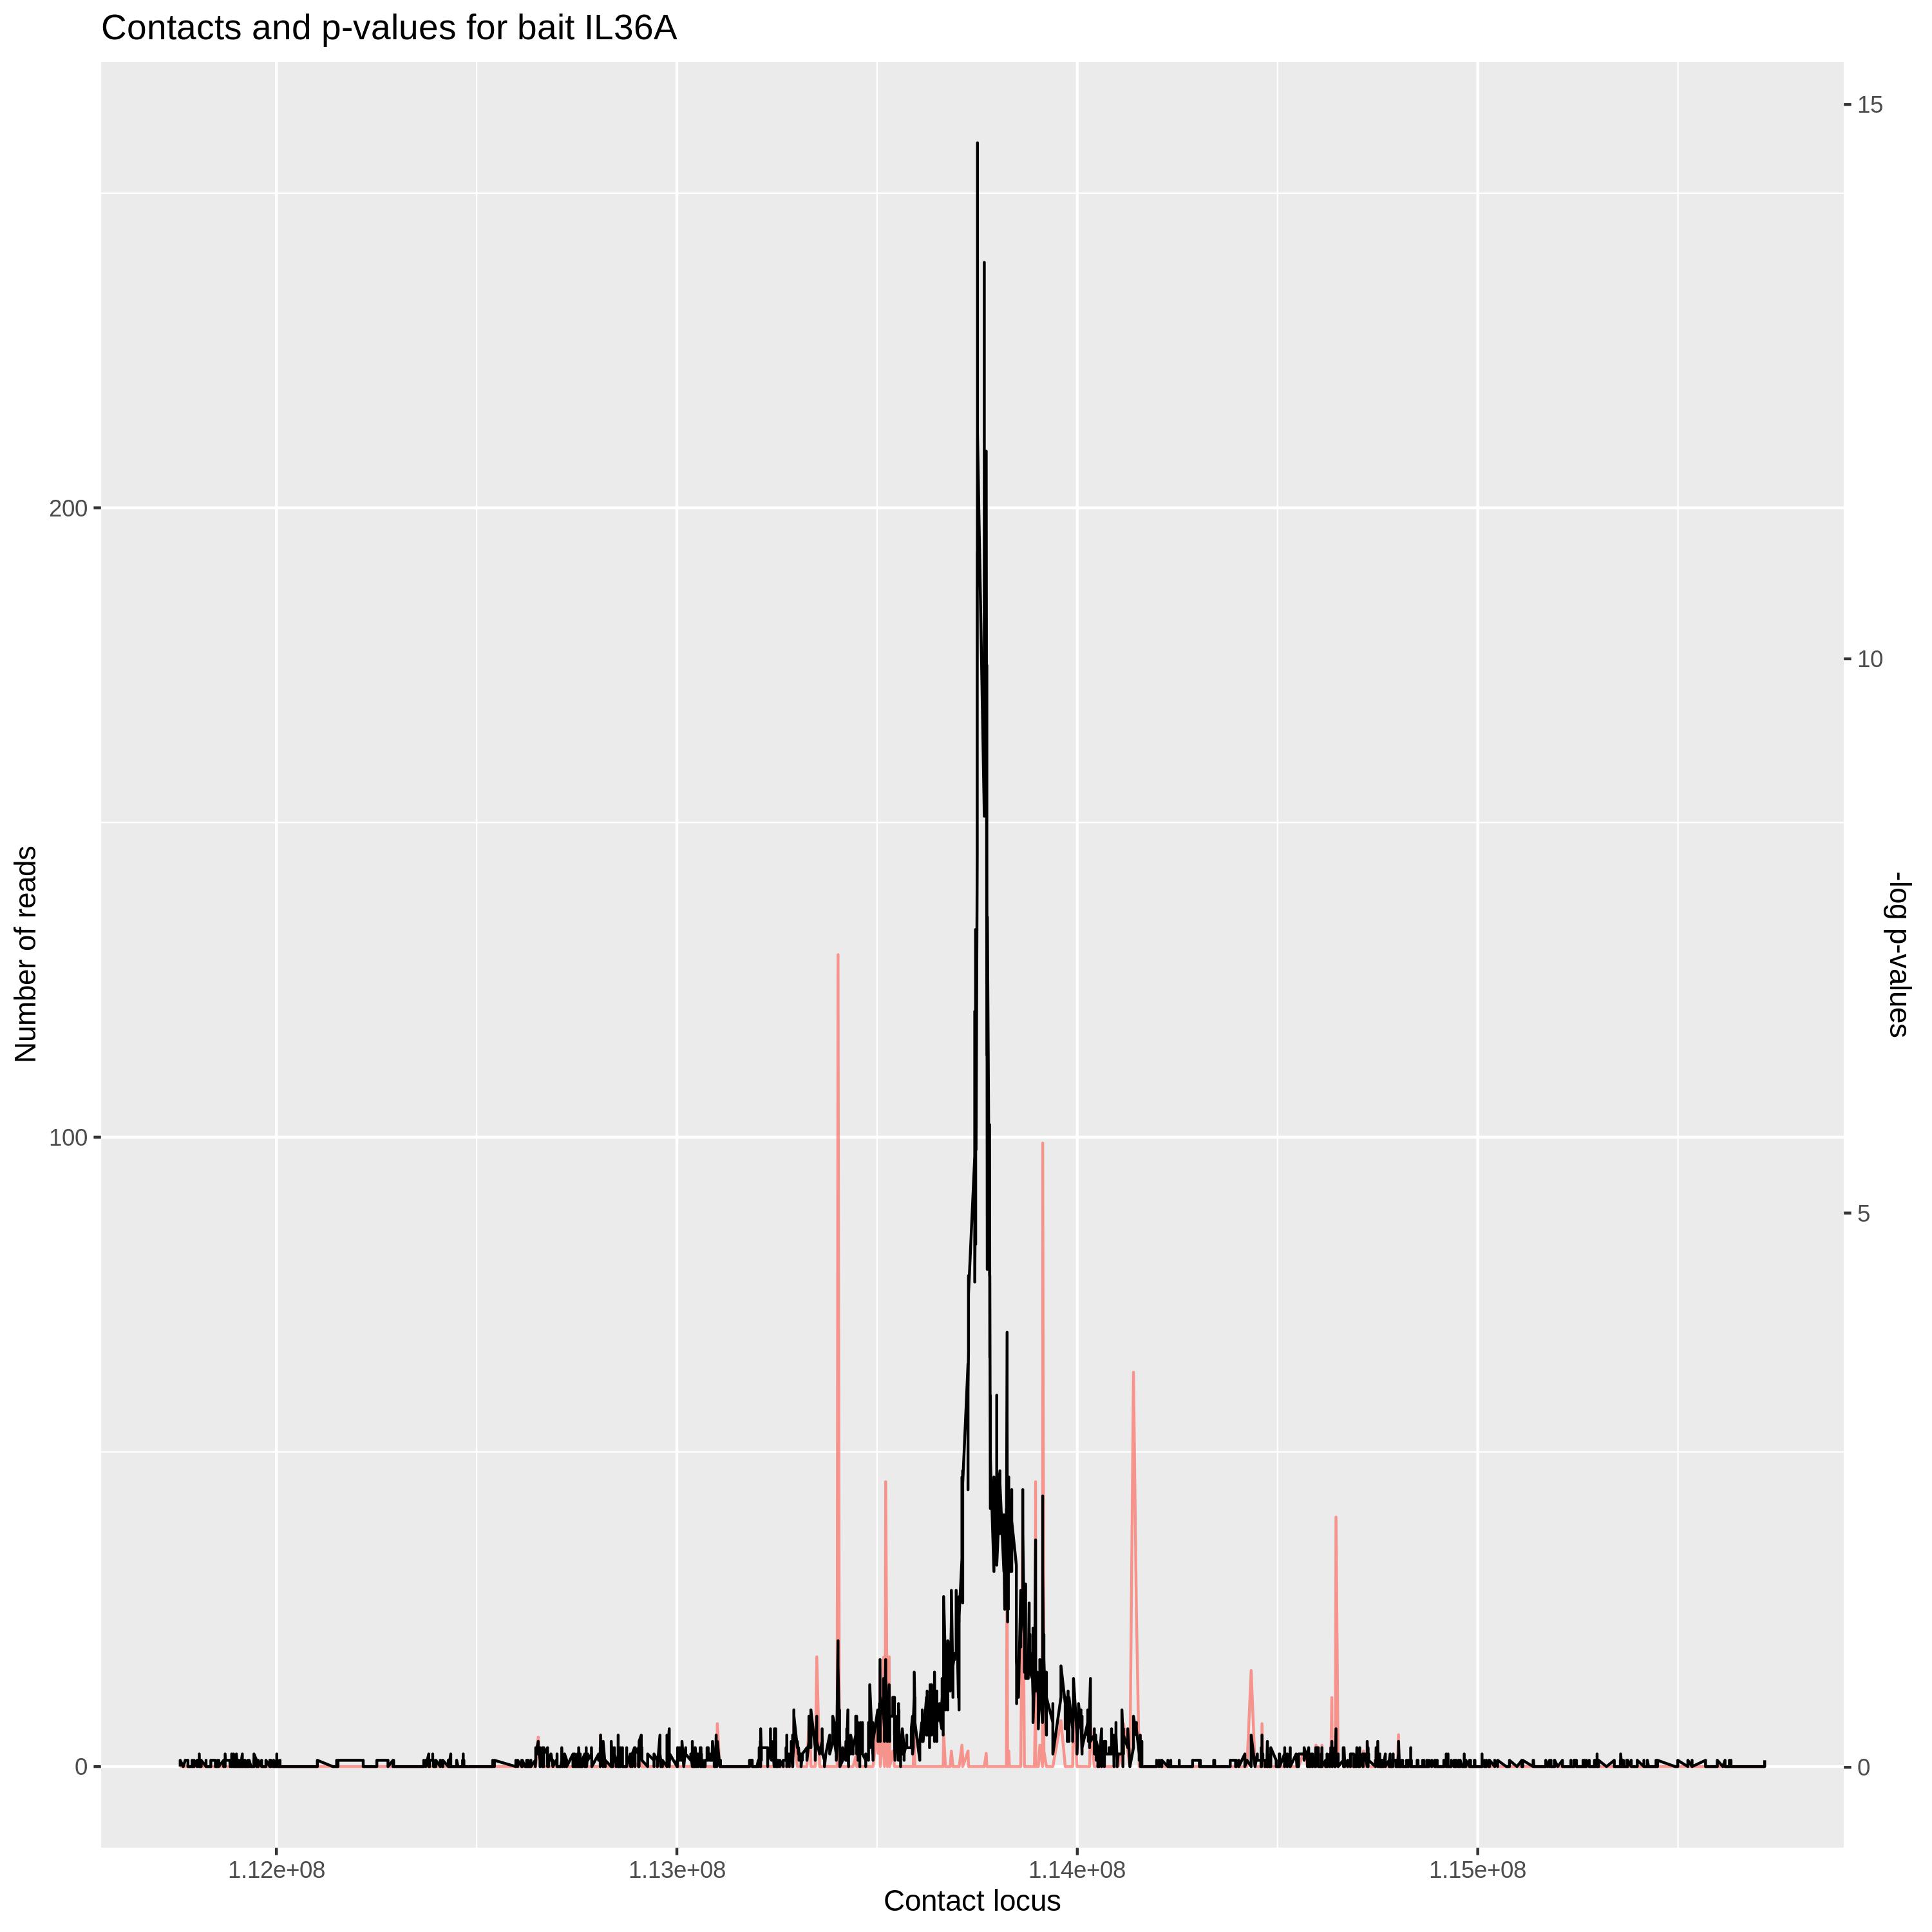 Contacts and p-values for bait IL36A
15
200
10
Number of reads
-log p-values
100
5
0
0
1.12e+08
1.13e+08
1.14e+08
1.15e+08
Contact locus